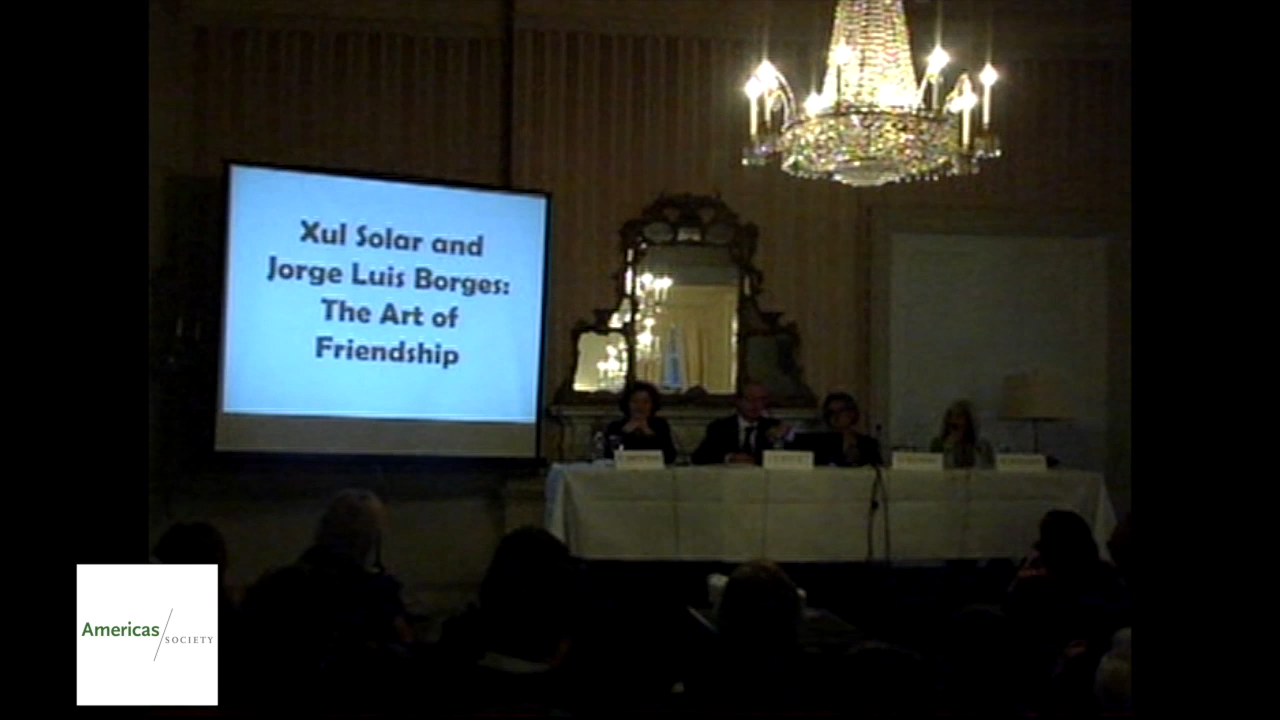 Xul Solar and
Jorge Luis Borges:
The Art of
Friendship
Americas
SOCIETY